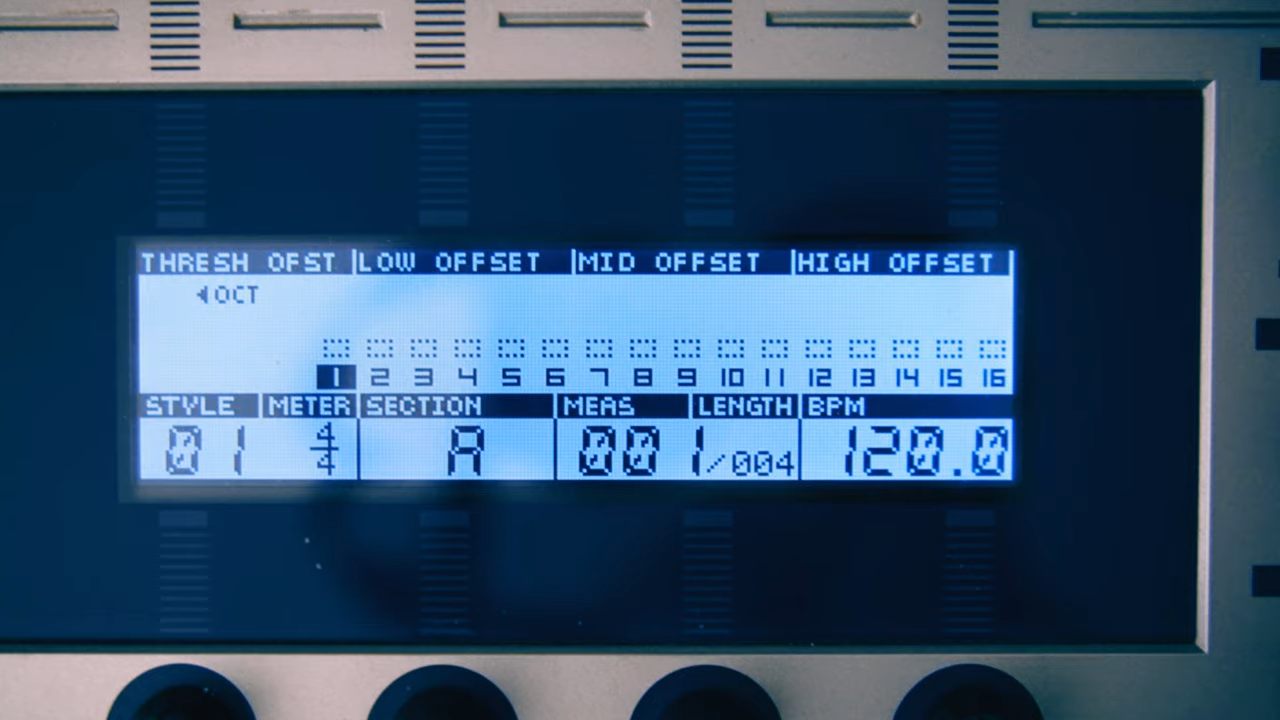 THRESH OFST LOW OFFSET MID OFFSET HIGH OFFSET
OCT
1 2 3 4 5 6 7 8 9 10 11 12 13 14 15 16
STYLE METER SECTION MEAS LENGTH BPM
01 4/4 A 001/004 120.0